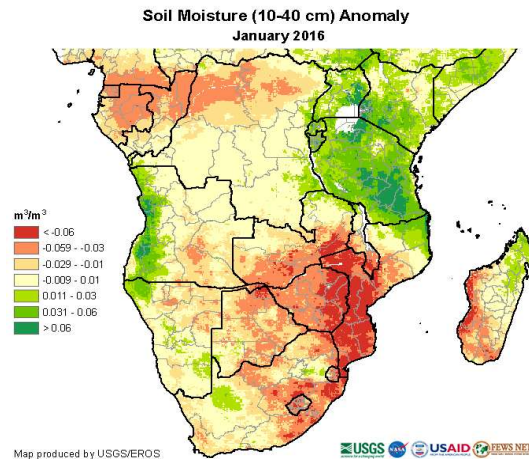 Soil Moisture (10-40 cm) Anomaly
January 2016
m³/m³
< -0.06
-0.059 - -0.03
-0.029 - -0.01
-0.009 - 0.01
0.011 - 0.03
0.031 - 0.06
> 0.06
Map produced by USGS/EROS
USGS
NASA
USAID
FEWS NET